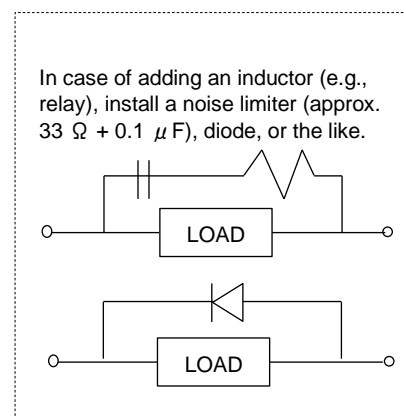 In case of adding an inductor (e.g.,
relay), install a noise limiter (approx.
33 Ω + 0.1 μ F), diode, or the like.
LOAD
LOAD